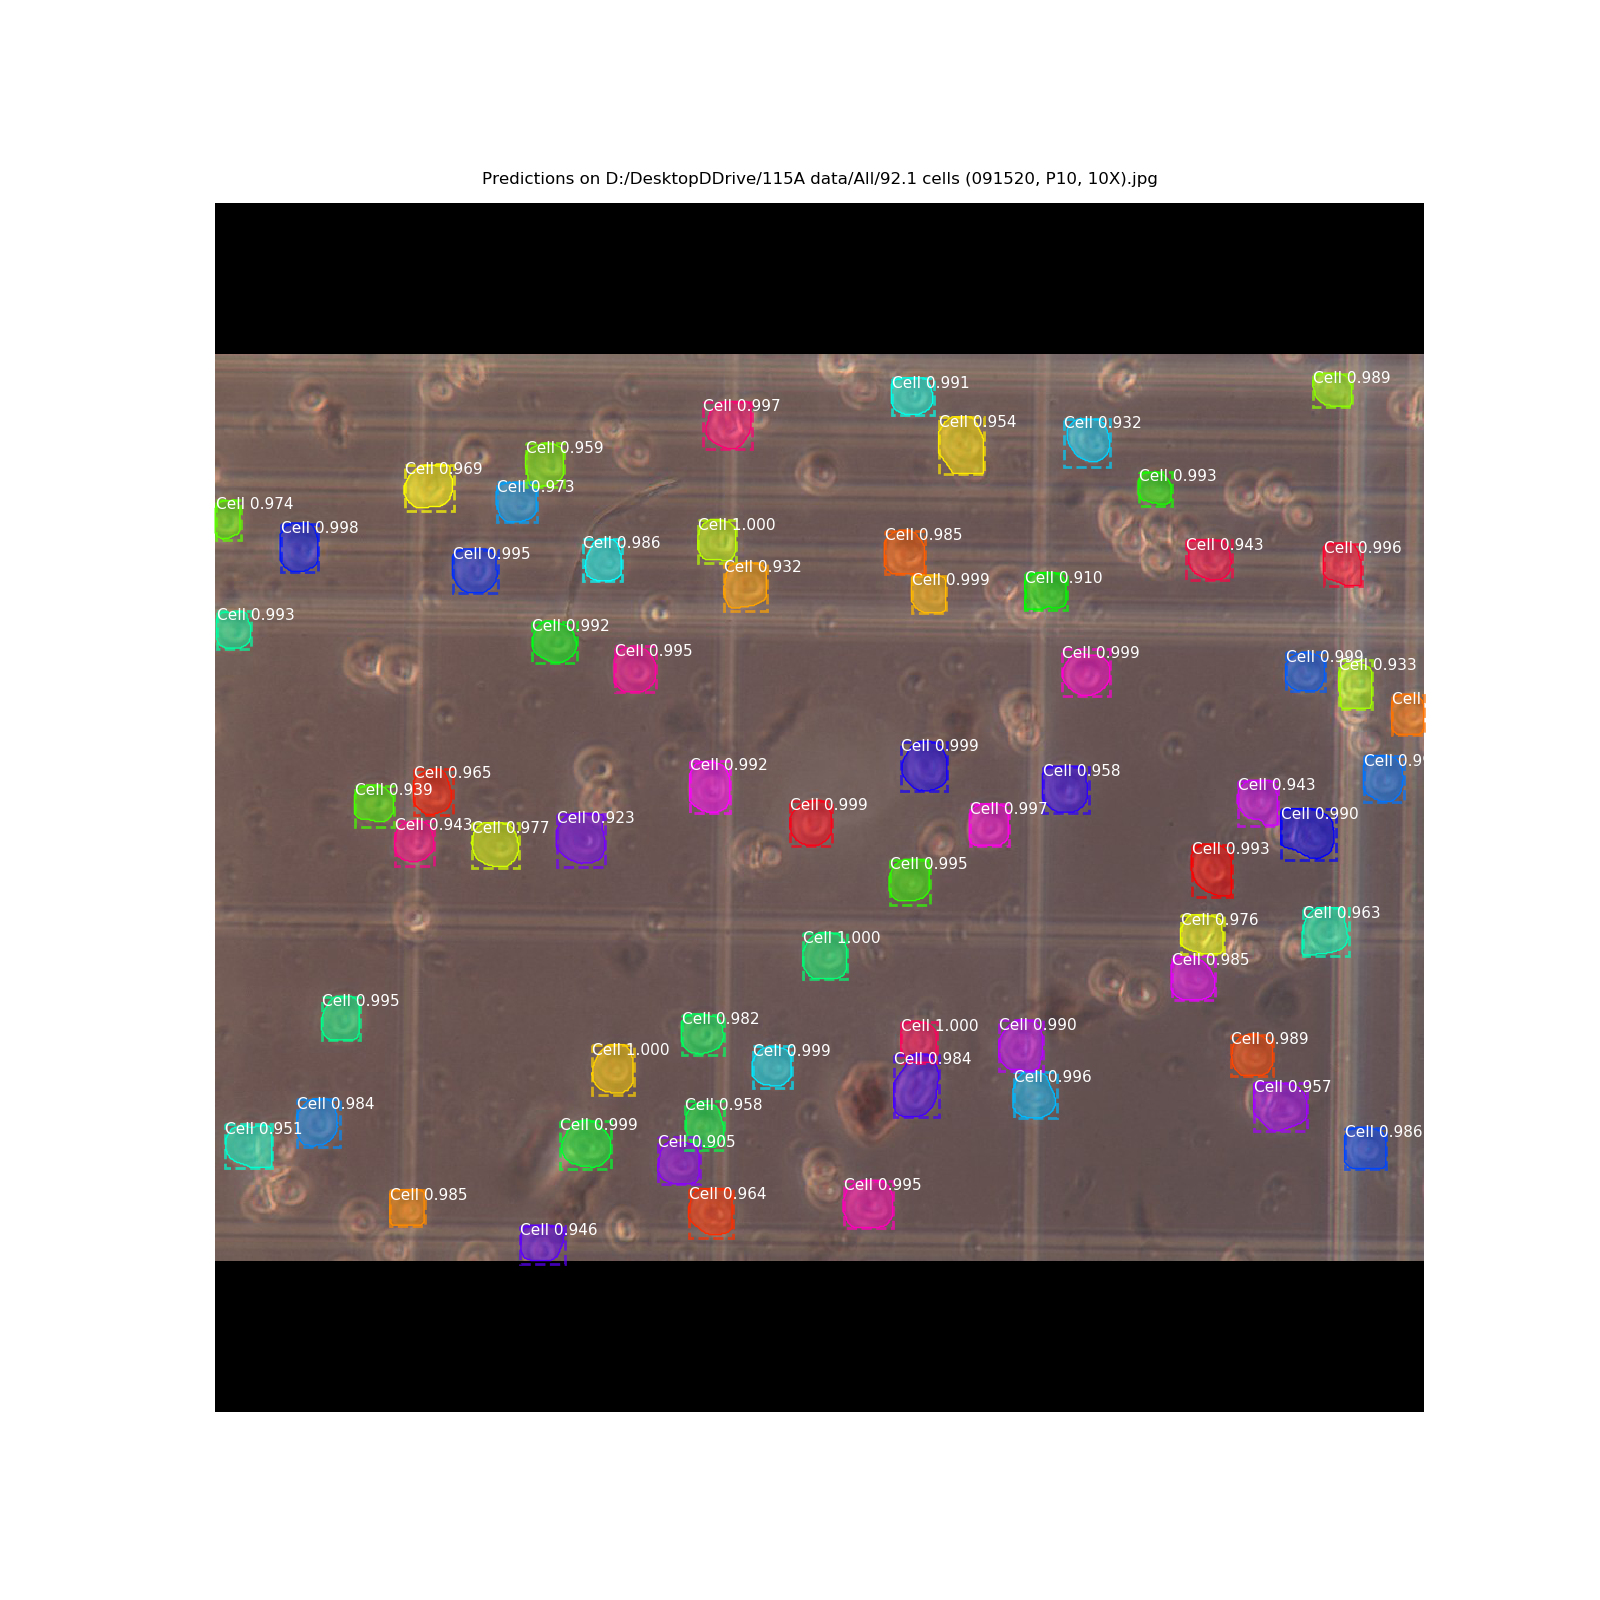 Predictions on D:/DesktopDDrive/115A data/All/92.1 cells (091520, P10, 10X).jpg
Cell 0.989
Cell 0.991
Cell 0.997
Cell 0.954
Cell 0.932
Cell 0.959
Cell 0.969
Cell 0.993
Cell 0.973
Cell 0.974
Cell 1.000
Cell 0.998
Cell 0.985
Cell 0.986
Cell 0.943
Cell 0.996
Cell 0.995
Cell 0.932
Cell 0.910
Cell 0.999
Cell 0.993
Cell 0.992
Cell 0.995
Cell 0.999
Cell 0.999
Cell 0.933
Cell
Cell 0.999
Cell 0.99
Cell 0.992
Cell 0.958
Cell 0.965
Cell 0.943
Cell 0.939
Cell 0.999
Cell 0.997
Cell 0.990
Cell 0.923
Cell 0.943
Cell 0.977
Cell 0.993
Cell 0.995
Cell 0.963
Cell 0.976
Cell 1.000
Cell 0.985
Cell 0.995
Cell 0.982
Cell 0.990
Cell 1.000
Cell 0.989
Cell 1.000
Cell 0.999
Cell 0.984
Cell 0.996
Cell 0.957
Cell 0.984
Cell 0.958
Cell 0.999
Cell 0.951
Cell 0.986
Cell 0.905
Cell 0.995
Cell 0.964
Cell 0.985
Cell 0.946